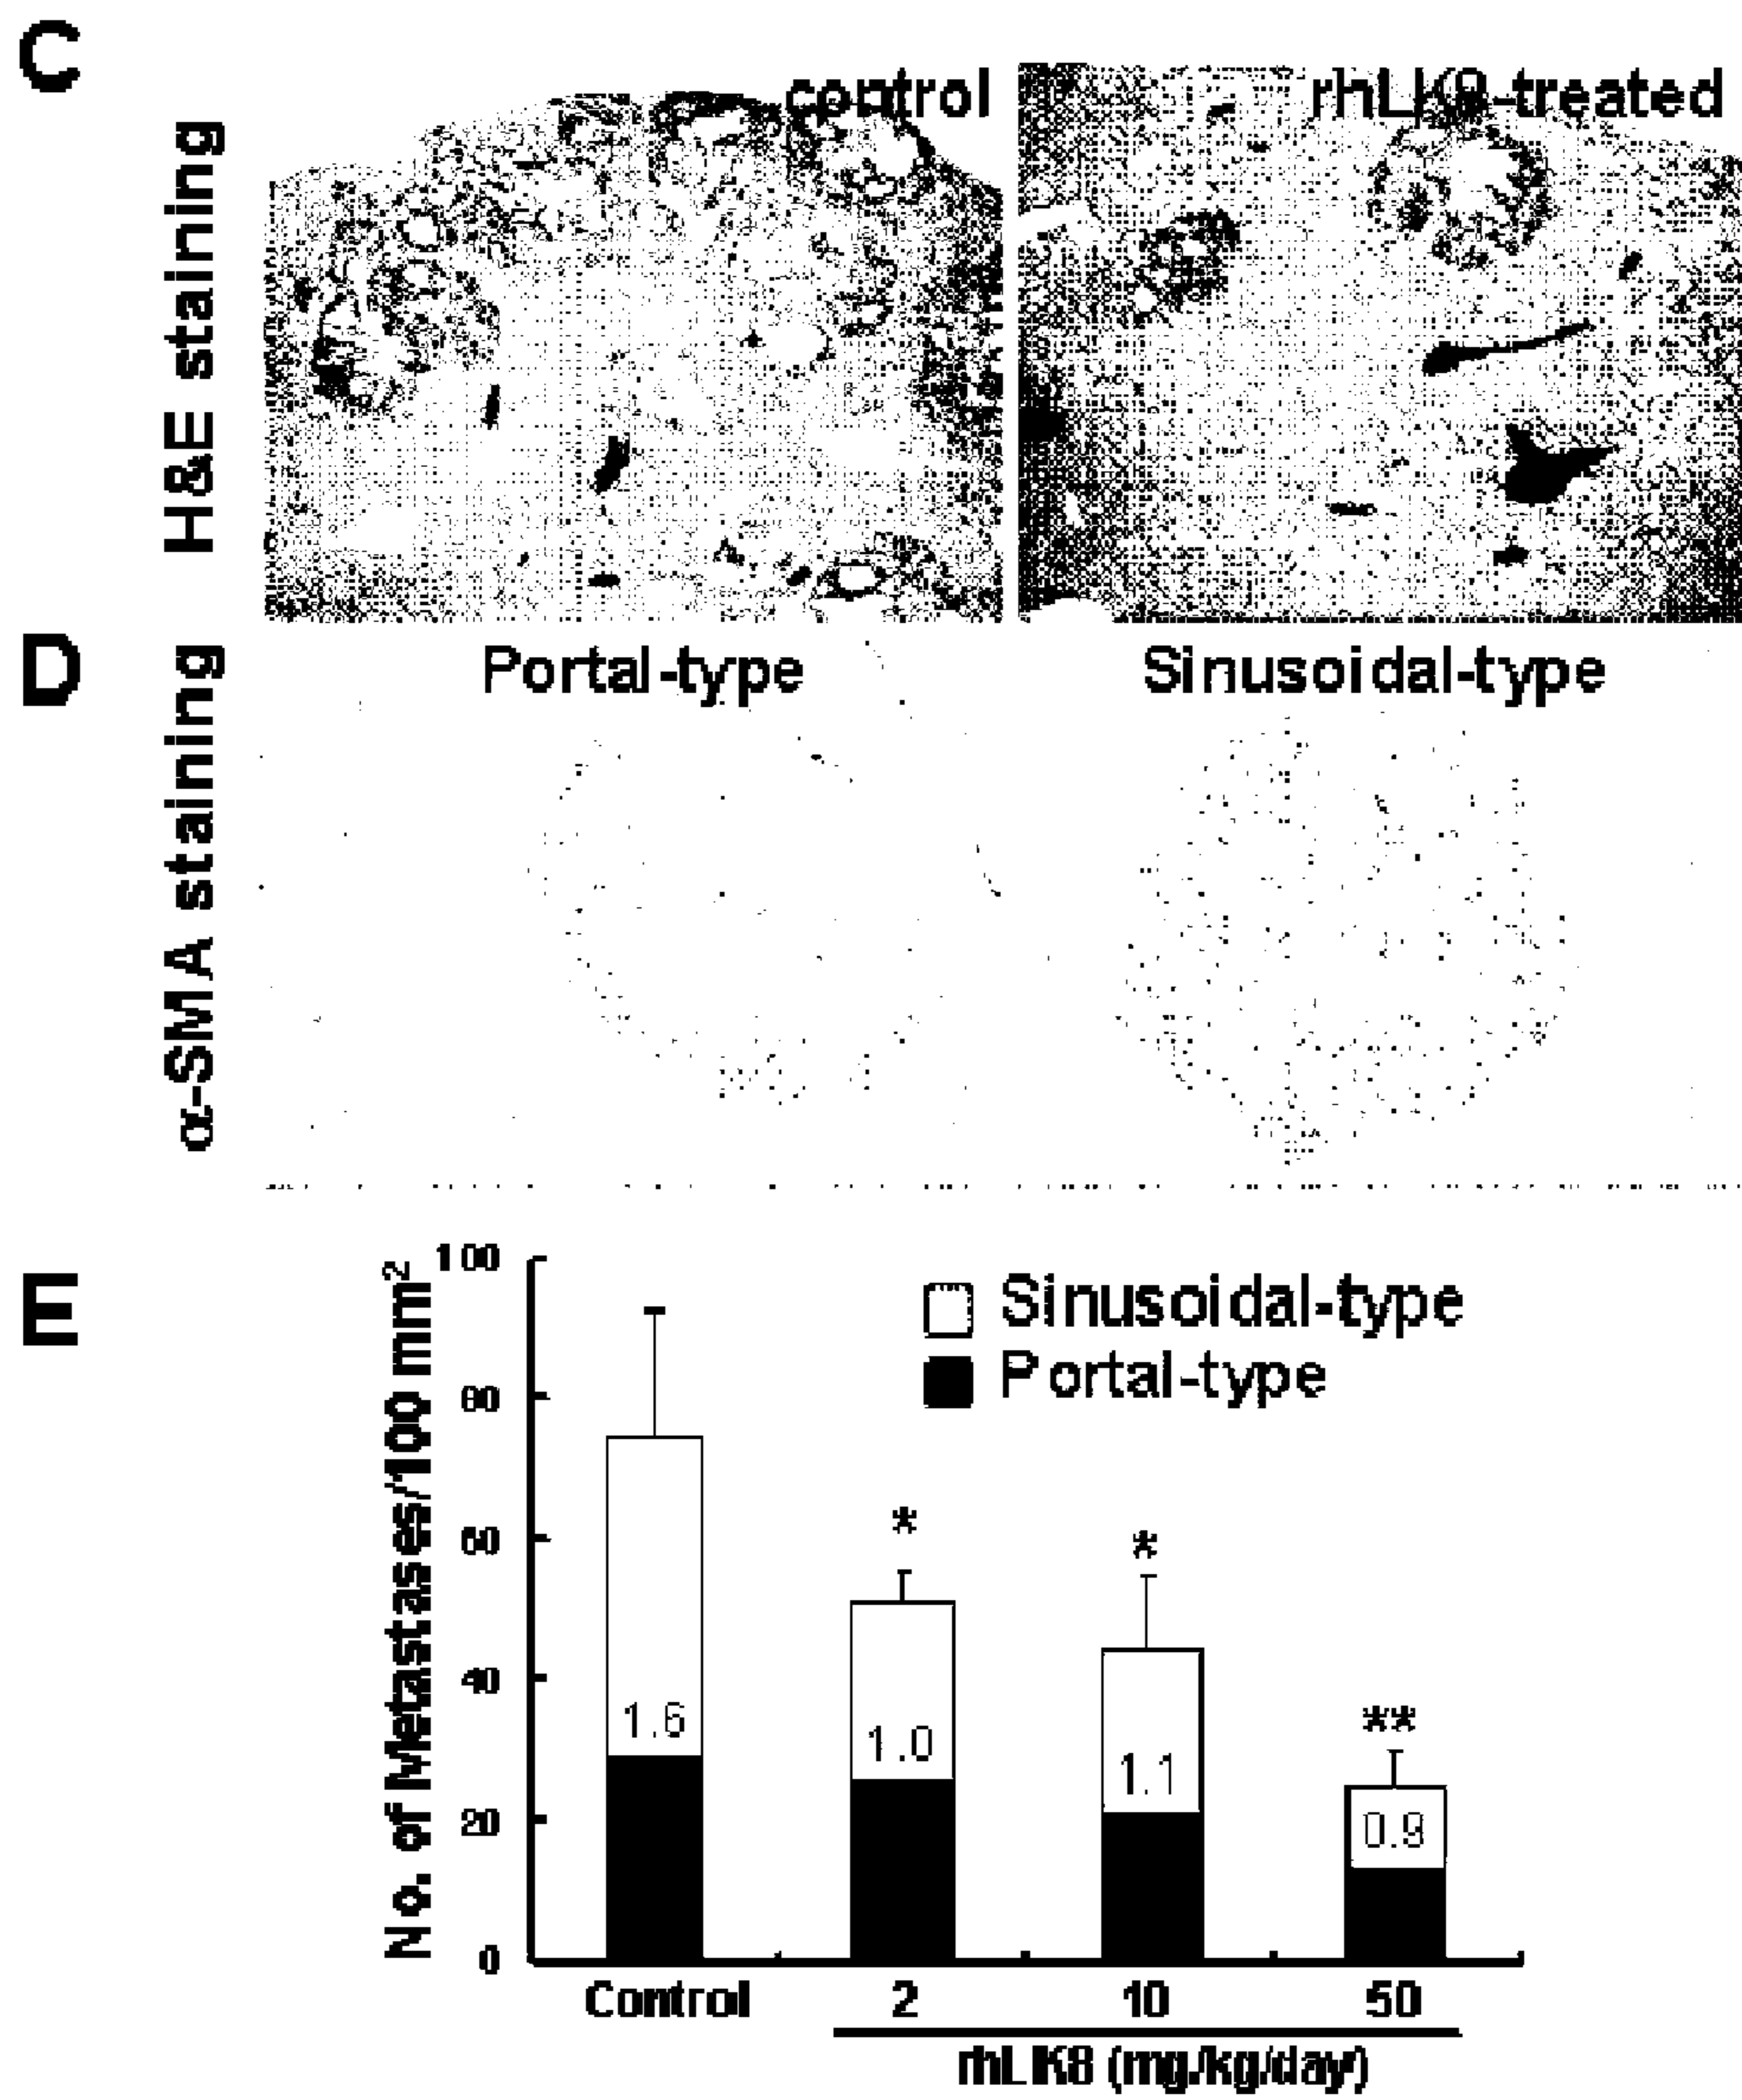 C
control
rhLK8-treated
H&E staining
D
Portal-type
Sinusoidal-type
α-SMA staining
E
No. of Metastases/100 mm²
100
80
60
40
20
0
Sinusoidal-type
Portal-type
*
*
**
1.6
1.0
1.1
0.9
Control
2
10
50
rhLK8 (mg/kg/day)